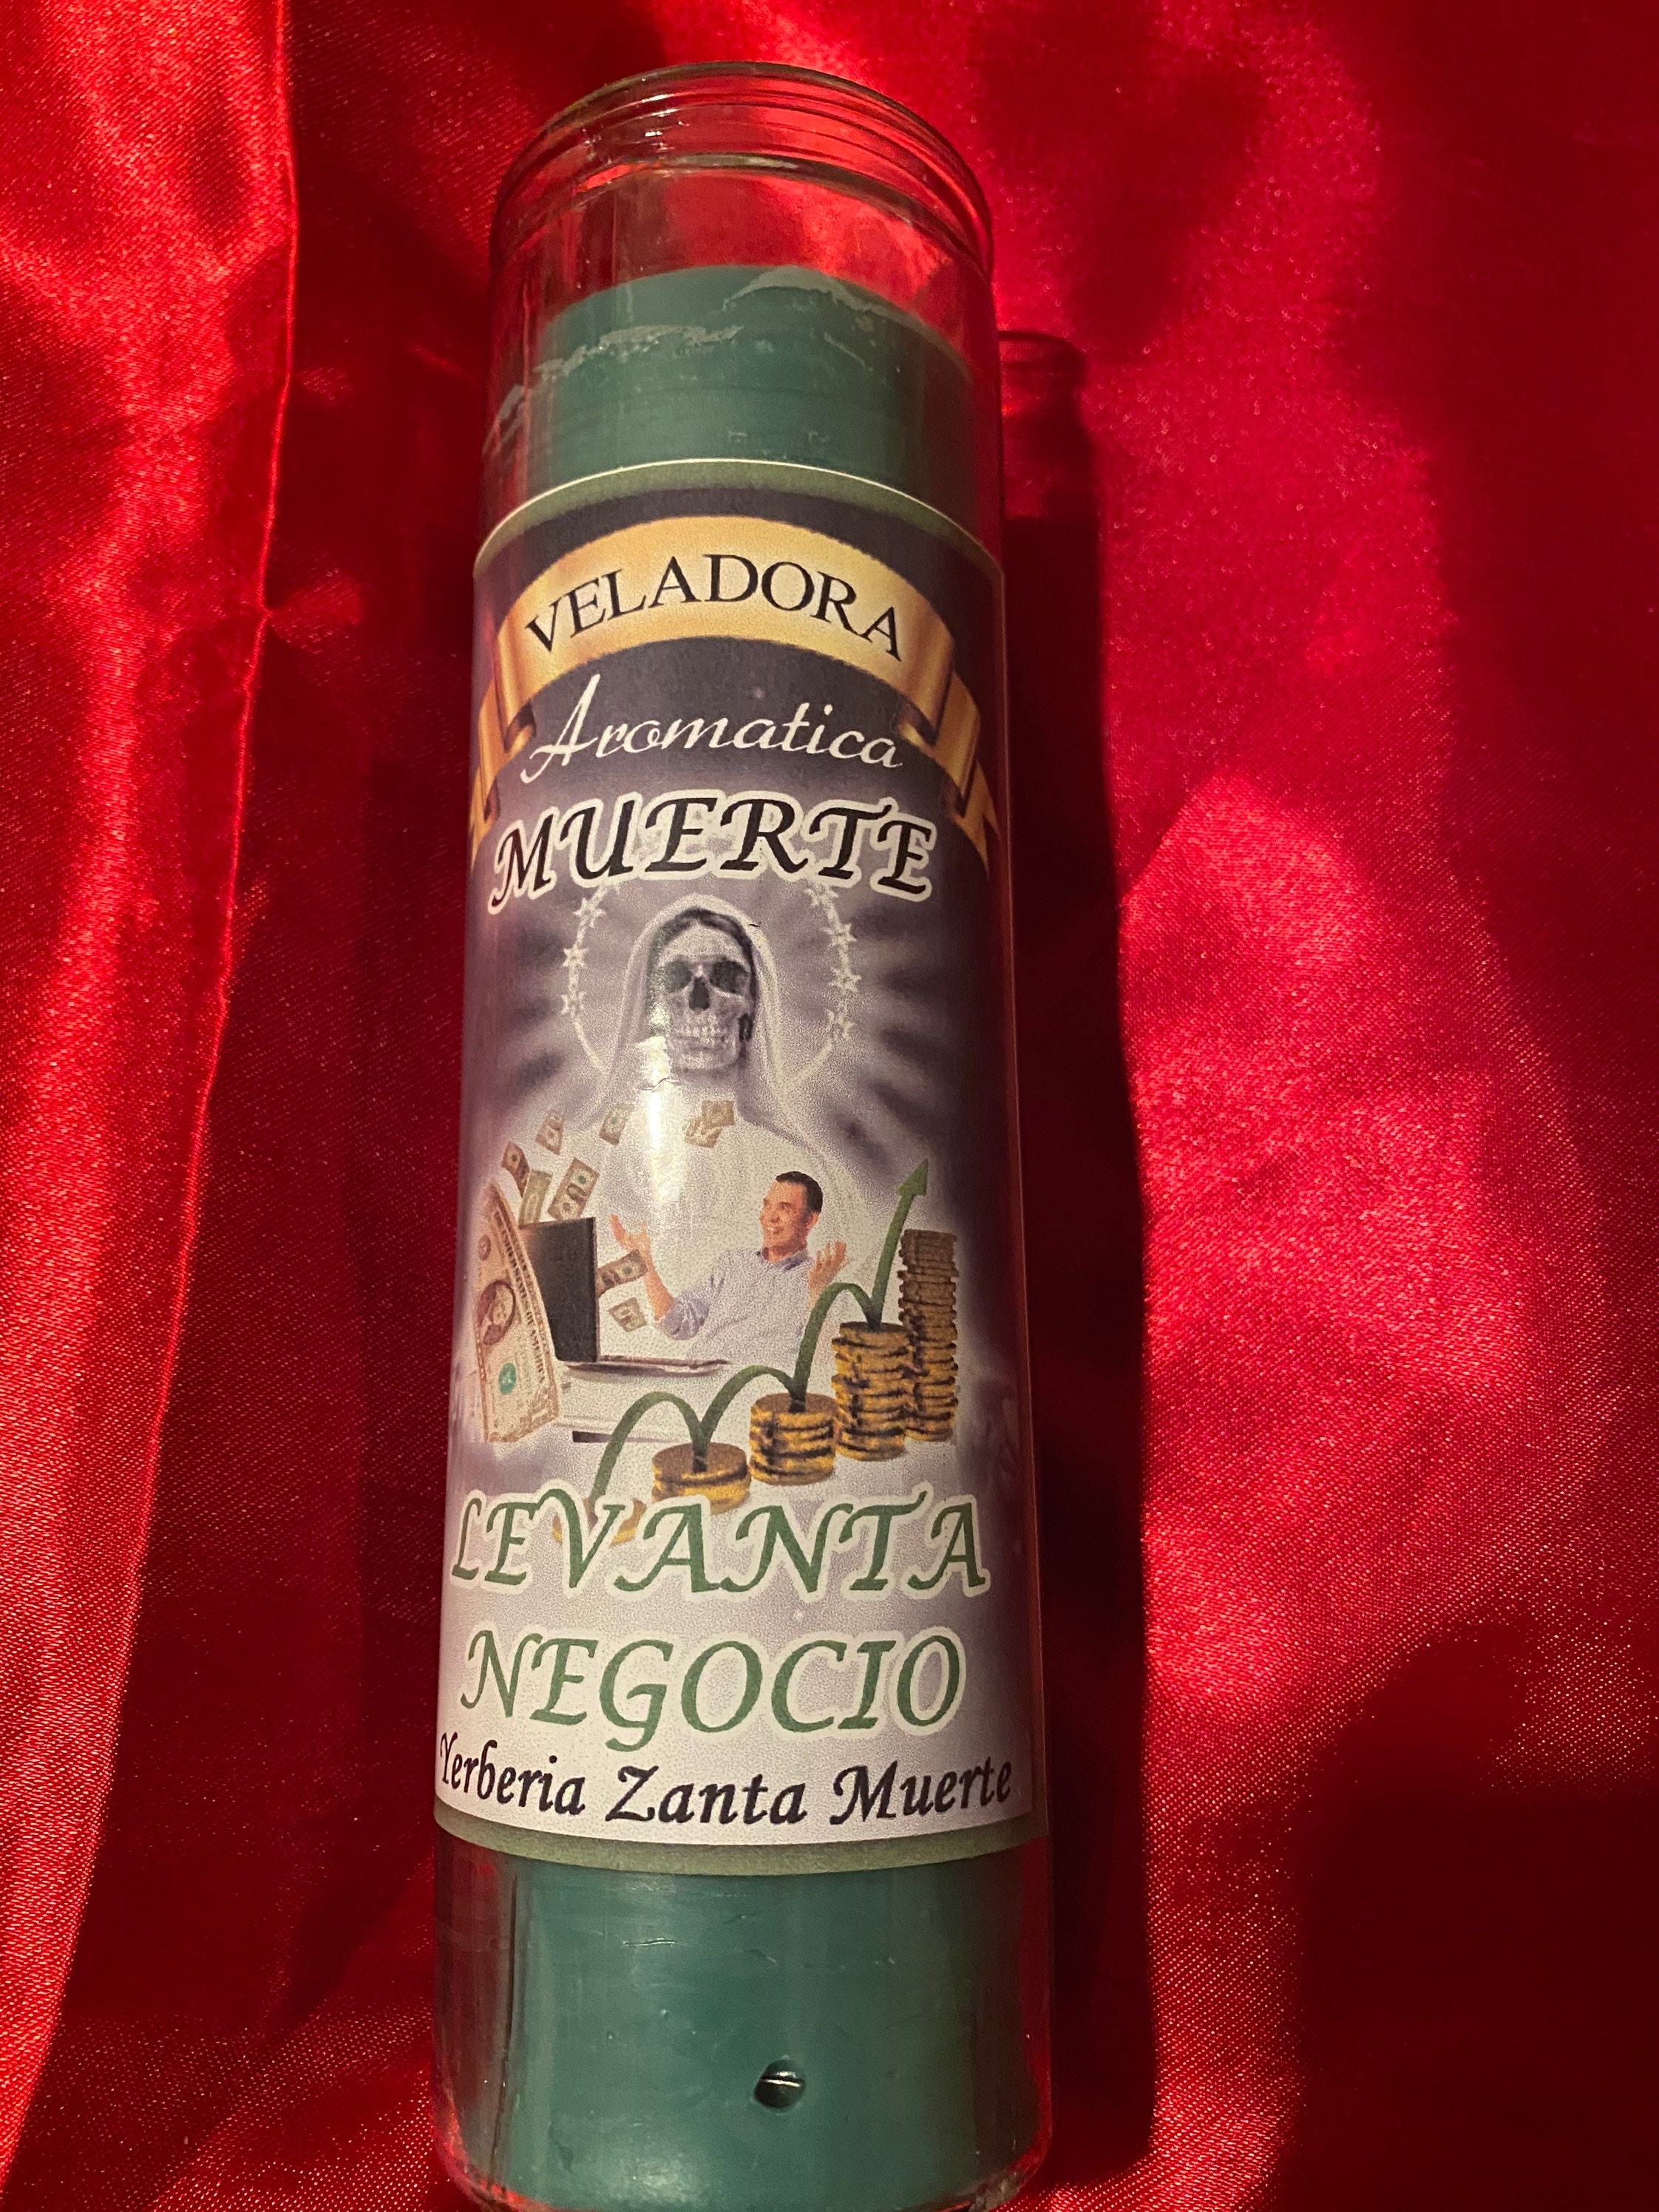 VELADORA
Aromatica
MUERTE
LEVANTA
NEGOCIO
Yerberia Zanta Muerte